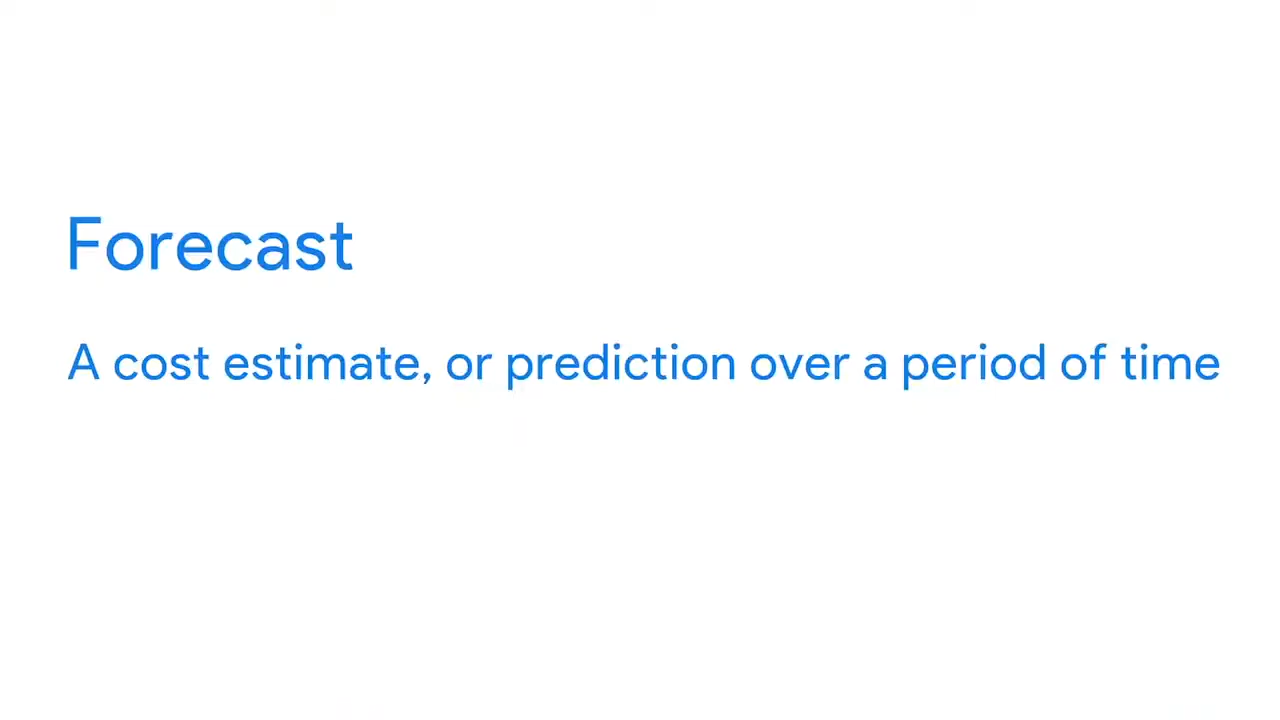 Forecast
A cost estimate, or prediction over a period of time